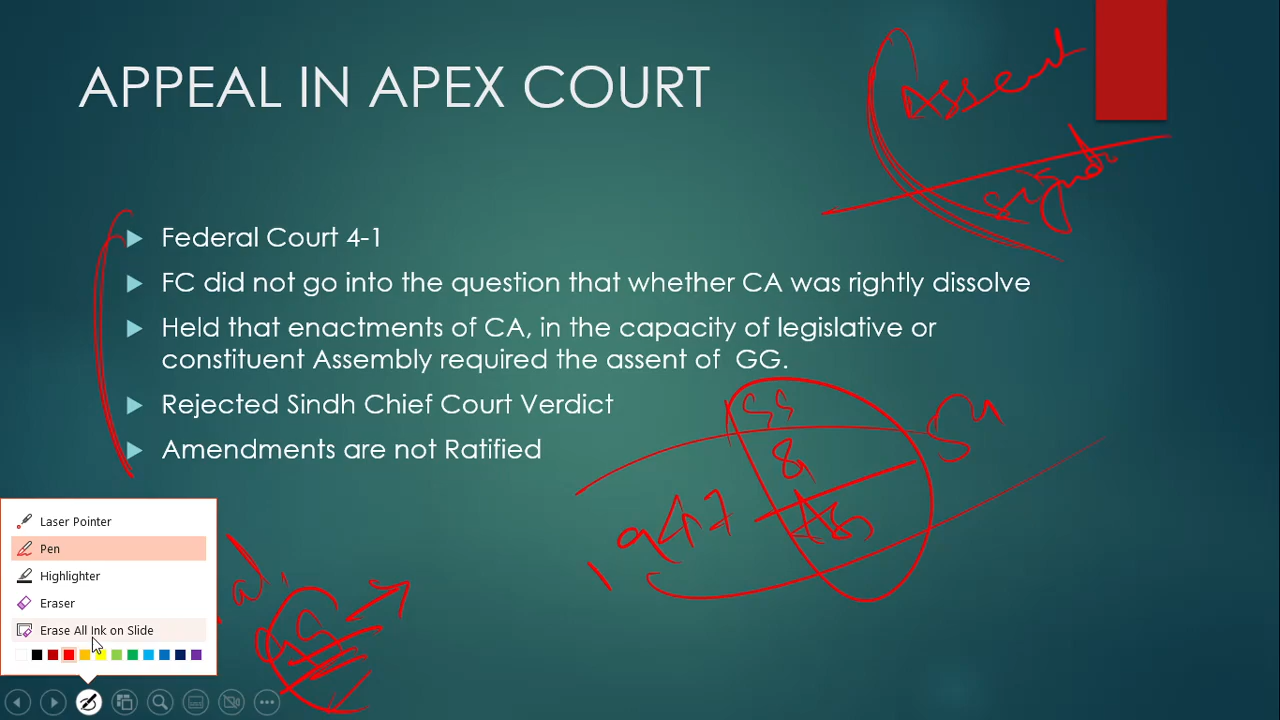 APPEAL IN APEX COURT
Assent
Federal Court 4-1
FC did not go into the question that whether CA was rightly dissolve
Held that enactments of CA, in the capacity of legislative or
constituent Assembly required the assent of GG.
Rejected Sindh Chief Court Verdict
Amendments are not Ratified
1947
Laser Pointer
Pen
Highlighter
Eraser
Erase All Ink on Slide